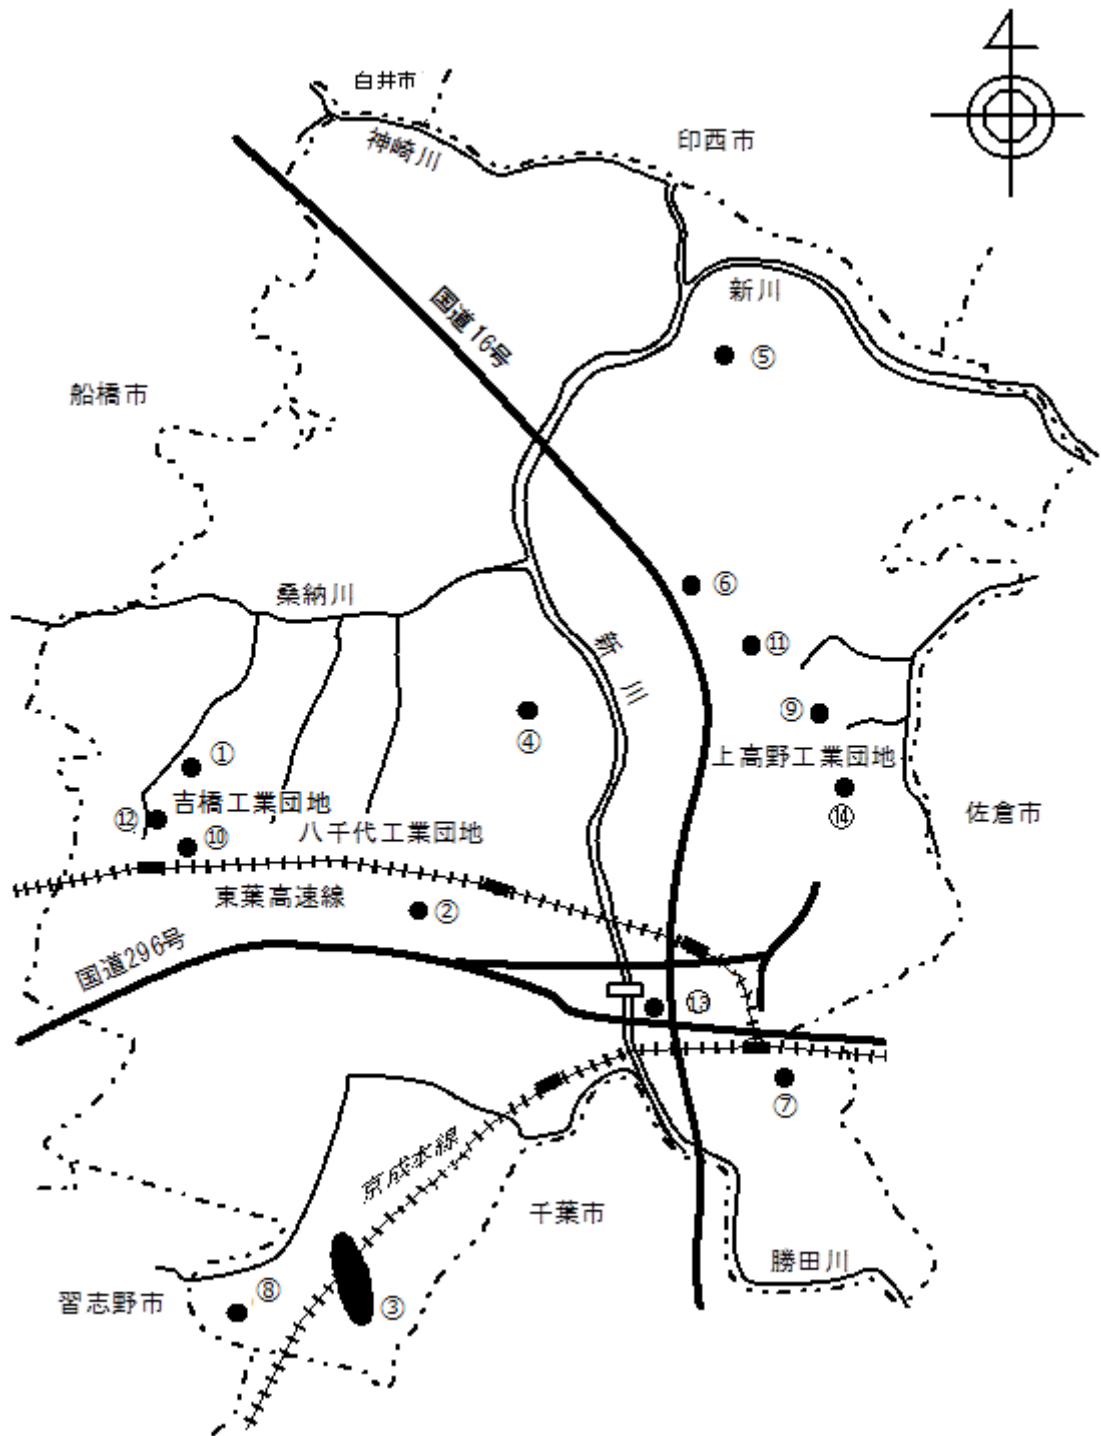 白井市
神崎川
印西市
国道16号
新川
⑤
船橋市
⑥
桑納川
新川
⑪
⑨
④
上高野工業団地
①
⑭
吉橋工業団地
⑫
佐倉市
⑩
八千代工業団地
東葉高速線
②
国道296号
⑬
⑦
京成本線
千葉市
勝田川
⑧
習志野市
③